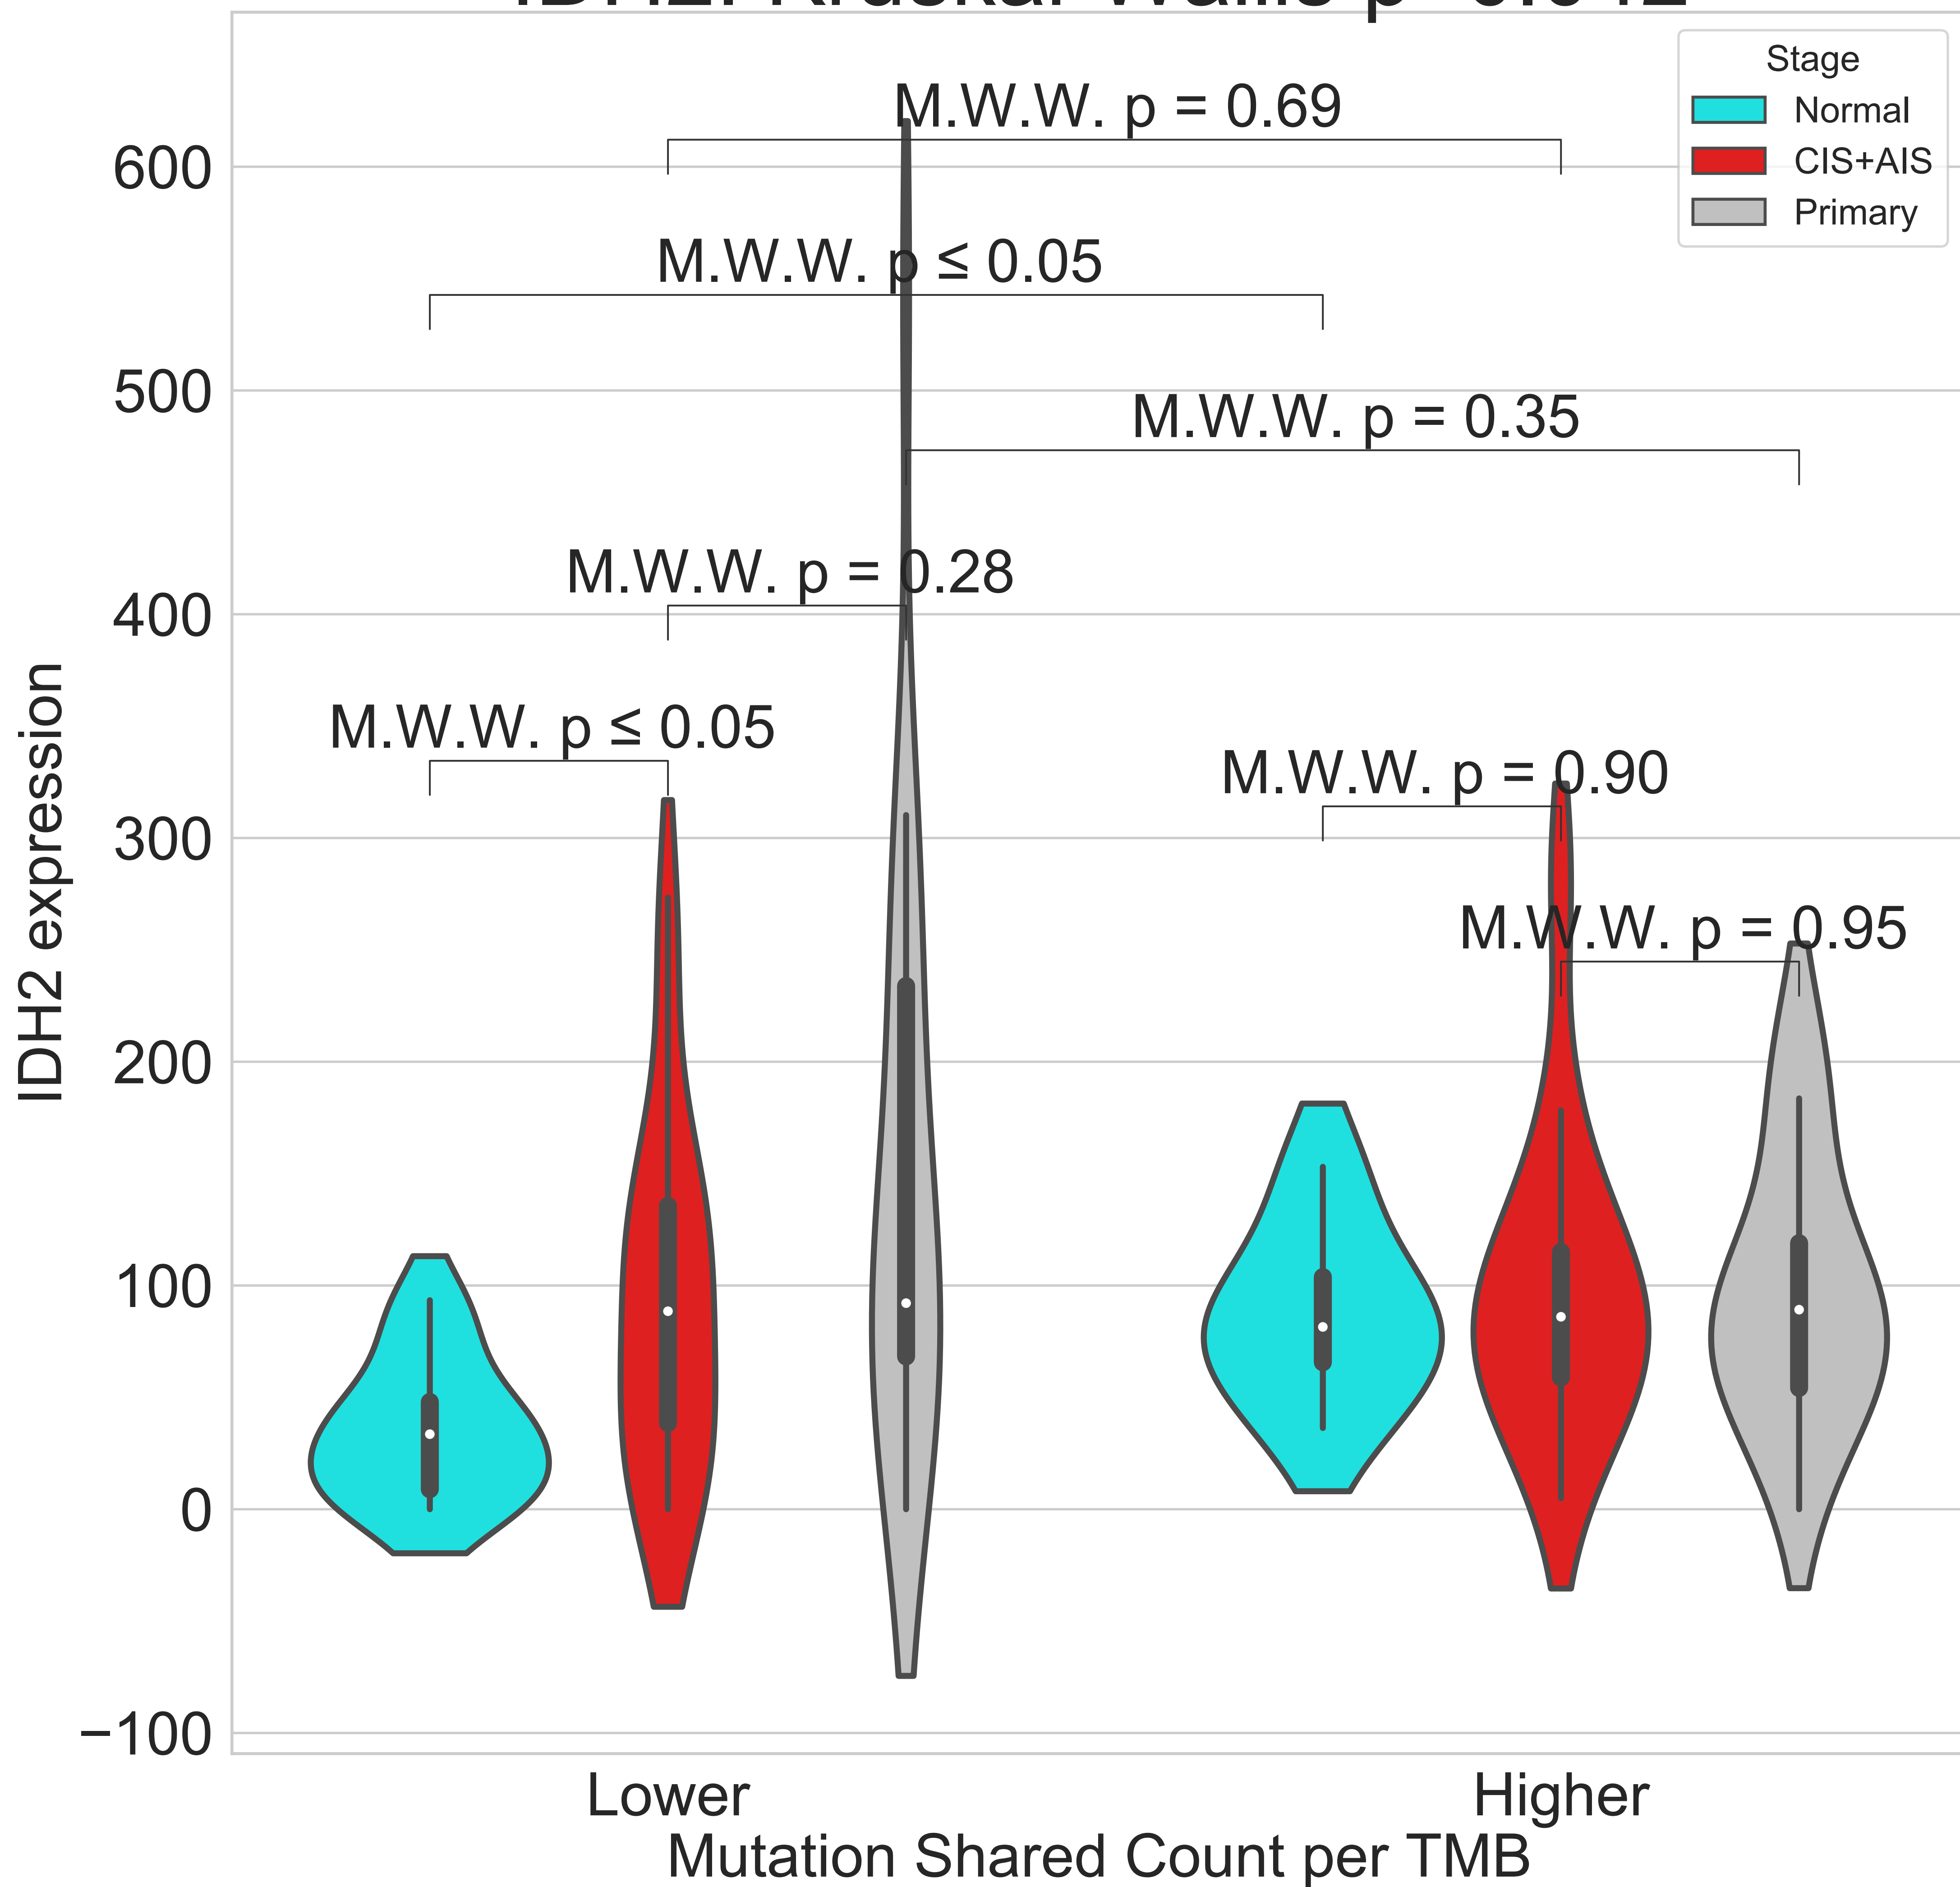 Stage
Normal
CIS+AIS
Primary
M.W.W. p = 0.69
M.W.W. p ≤ 0.05
M.W.W. p = 0.35
M.W.W. p = 0.28
M.W.W. p ≤ 0.05
M.W.W. p = 0.90
M.W.W. p = 0.95
600
500
400
300
200
100
0
−100
IDH2 expression
Lower
Higher
Mutation Shared Count per TMB